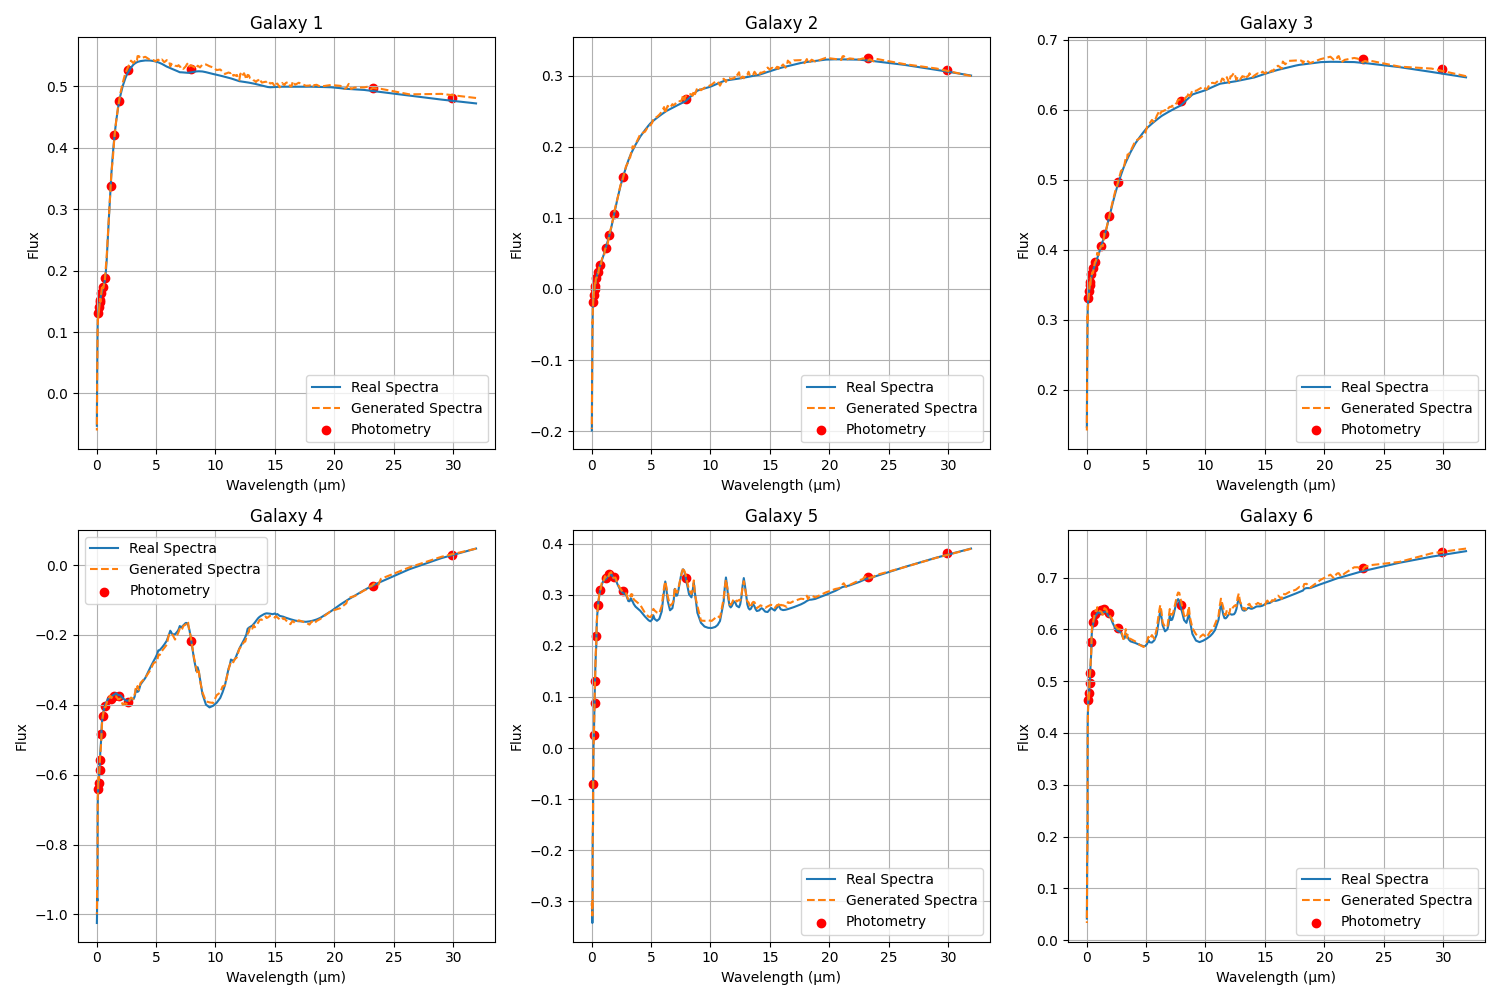 Galaxy 1
Flux
0.5
0.4
0.3
0.2
0.1
0.0
0 5 10 15 20 25 30
Wavelength (μm)
Real Spectra
Generated Spectra
Photometry
Galaxy 2
Flux
0.3
0.2
0.1
0.0
−0.1
−0.2
0 5 10 15 20 25 30
Wavelength (μm)
Real Spectra
Generated Spectra
Photometry
Galaxy 3
Flux
0.7
0.6
0.5
0.4
0.3
0.2
0 5 10 15 20 25 30
Wavelength (μm)
Real Spectra
Generated Spectra
Photometry
Galaxy 4
Flux
0.0
−0.2
−0.4
−0.6
−0.8
−1.0
0 5 10 15 20 25 30
Wavelength (μm)
Real Spectra
Generated Spectra
Photometry
Galaxy 5
Flux
0.4
0.3
0.2
0.1
0.0
−0.1
−0.2
−0.3
0 5 10 15 20 25 30
Wavelength (μm)
Real Spectra
Generated Spectra
Photometry
Galaxy 6
Flux
0.7
0.6
0.5
0.4
0.3
0.2
0.1
0.0
0 5 10 15 20 25 30
Wavelength (μm)
Real Spectra
Generated Spectra
Photometry